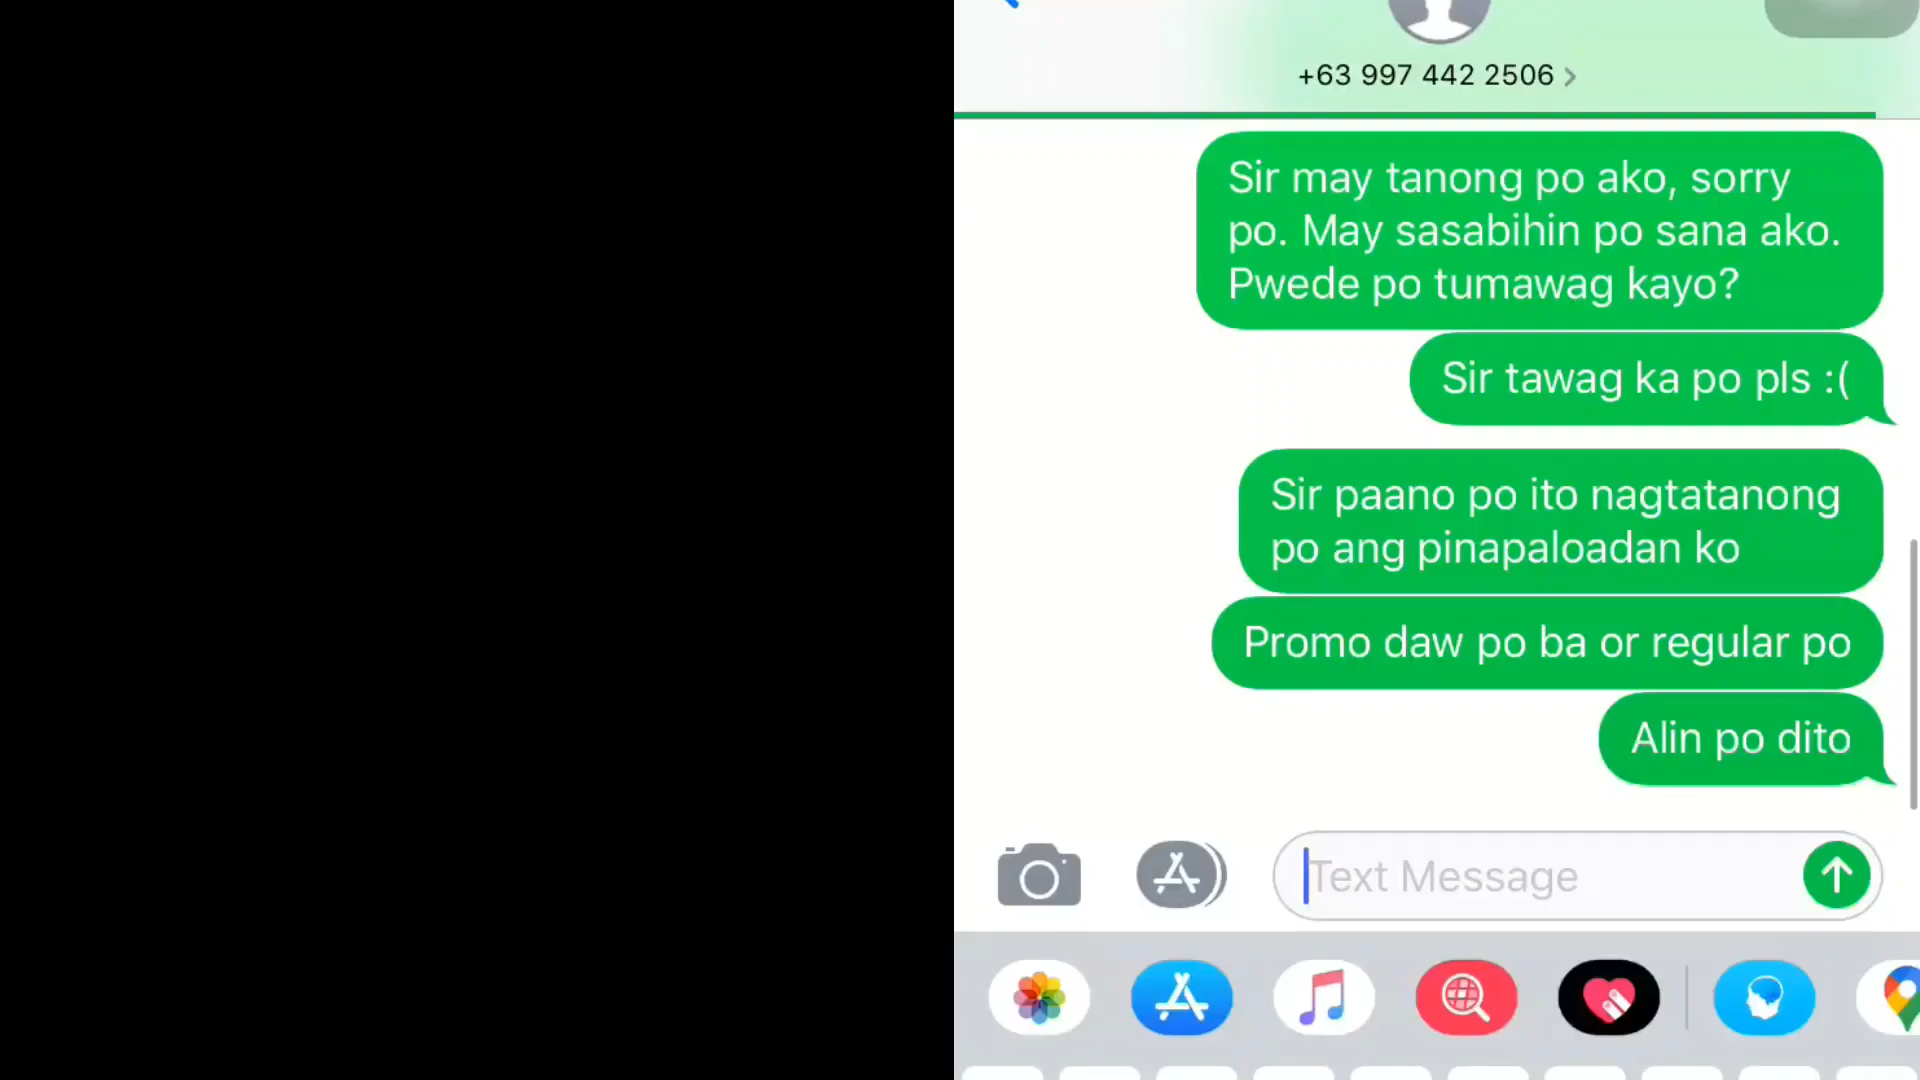 +63 997 442 2506
Sir may tanong po ako, sorry
po. May sasabihin po sana ako.
Pwede po tumawag kayo?
Sir tawag ka po pls :(
Sir paano po ito nagtatanong
po ang pinapaloadan ko
Promo daw po ba or regular po
Alin po dito
Text Message